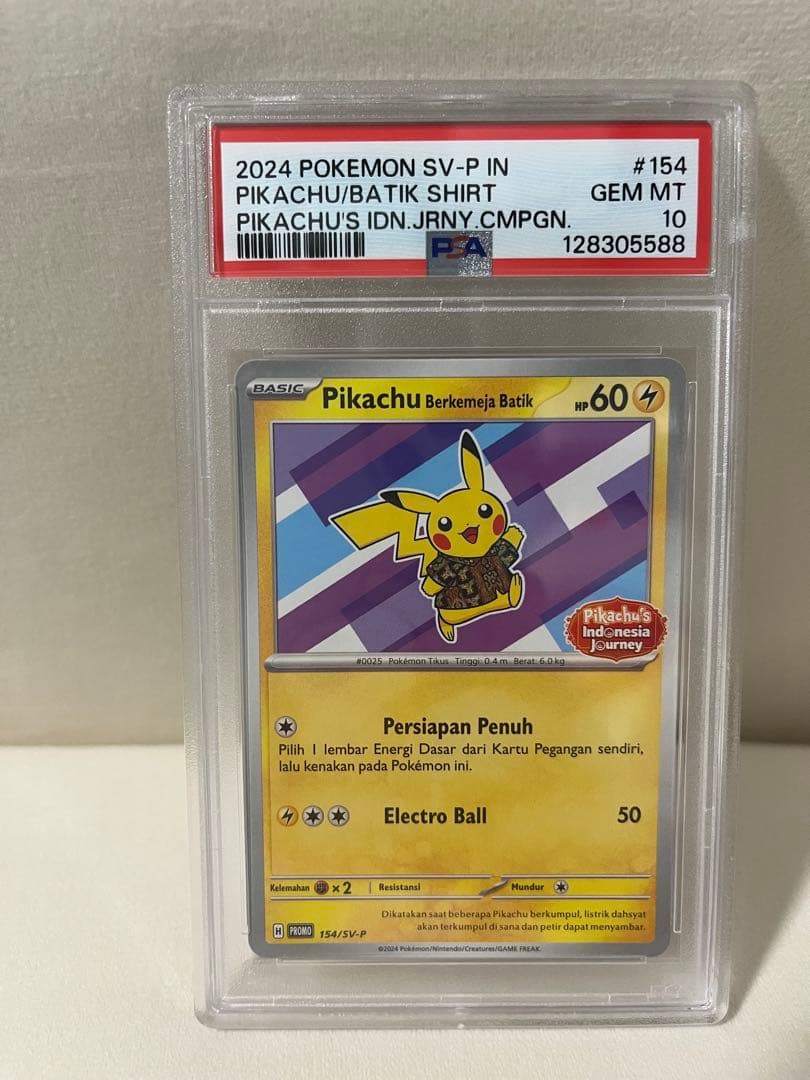 2024 POKEMON SV-P IN #154
PIKACHU/BATIK SHIRT GEM MT
PIKACHU'S IDN.JRNY.CMPGN. 10
PSA 128305588
BASIC Pikachu Berkemeja Batik HP60
Pikachu's
Indonesia
Journey
#0025 Pokémon Tikus Tinggi: 0.4 m Berat: 6.0 kg
Persiapan Penuh
Pilih 1 lembar Energi Dasar dari Kartu Pegangan sendiri,
lalu kenakan pada Pokémon ini.
Electro Ball 50
Kelemahan ×2 Resistansi Mundur
Dikatakan saat beberapa Pikachu berkumpul, listrik dahsyat
akan terkumpul di sana dan petir dapat menyambar.
H PROMO 154/SV-P
©2024 Pokémon/Nintendo/Creatures/GAME FREAK.